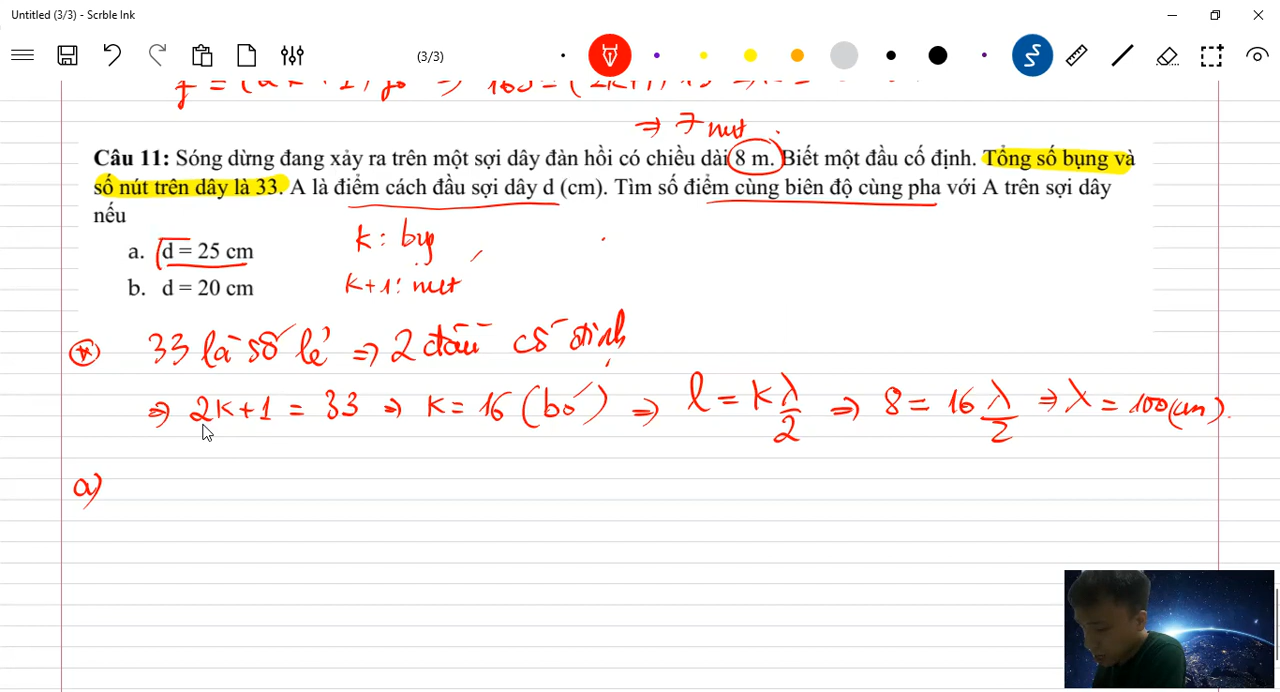 Untitled (3/3) - Scrble Ink
(3/3)
⇒ 7 nut
Câu 11: Sóng dừng đang xảy ra trên một sợi dây đàn hồi có chiều dài 8 m. Biết một đầu cố định. Tổng số bụng và
số nút trên dây là 33. A là điểm cách đầu sợi dây d (cm). Tìm số điểm cùng biên độ cùng pha với A trên sợi dây
nếu
a. d = 25 cm
b. d = 20 cm
k:
k+1: nut
33 là số lẻ ⇒ 2 đầu cố định
⇒ 2k+1 = 33 ⇒ k = 16 (bó) ⇒ l = k λ/2 ⇒ 8 = 16 λ/2 ⇒ λ = 100 (cm).
a)